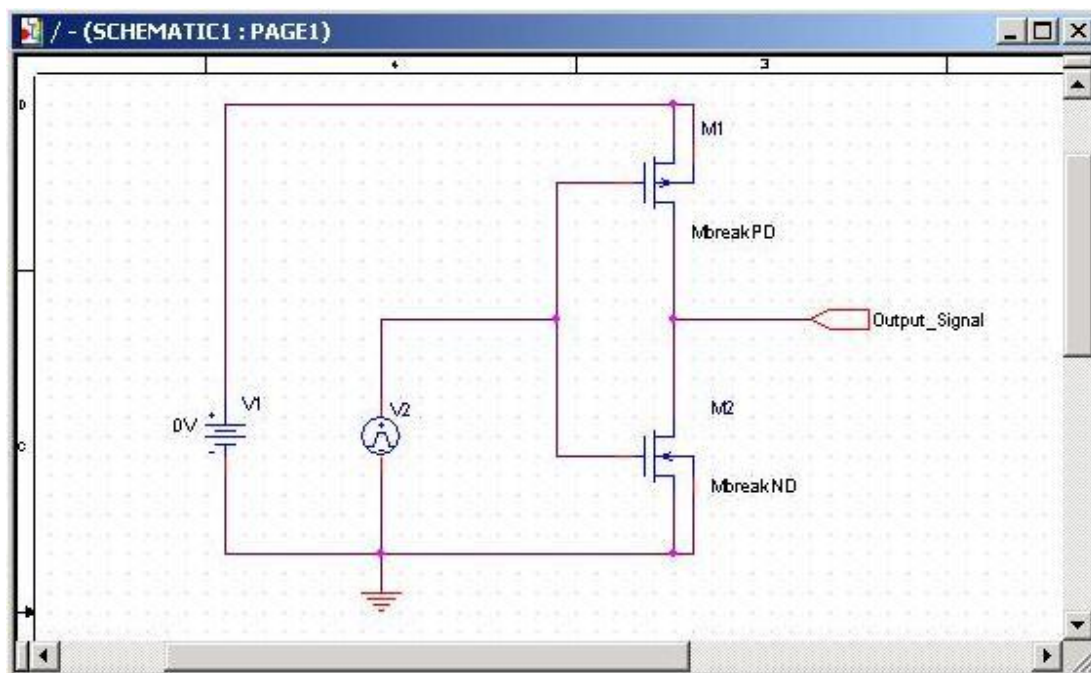 / - (SCHEMATIC1 : PAGE1)
4
3
D
M1
MbreakPD
Output_Signal
V1
V2
0V
M2
C
MbreakND